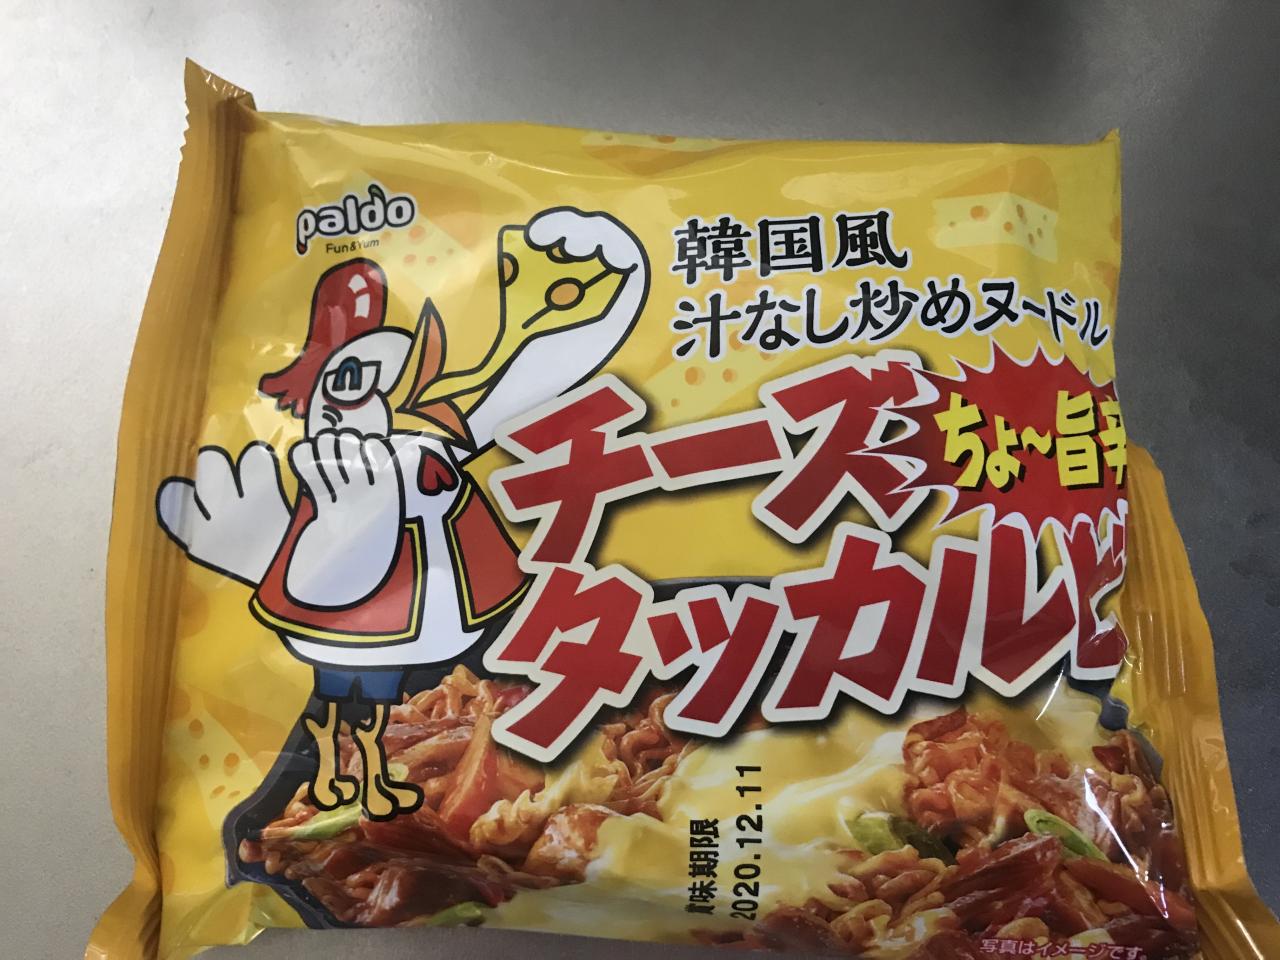 paldo
Fun&Yum
韓国風
汁なし炒めヌードル
チーズ
ちょ〜旨辛
タッカルビ
賞味期限
2020.12.11
写真はイメージです。